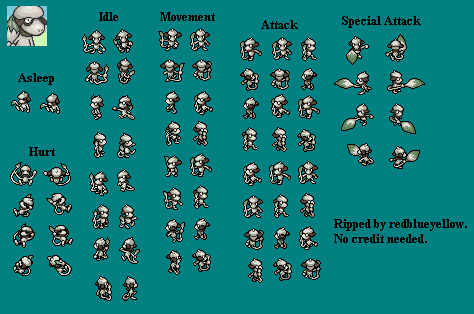 Idle
Movement
Attack
Special Attack
Asleep
Hurt
Ripped by redblueyellow.
No credit needed.